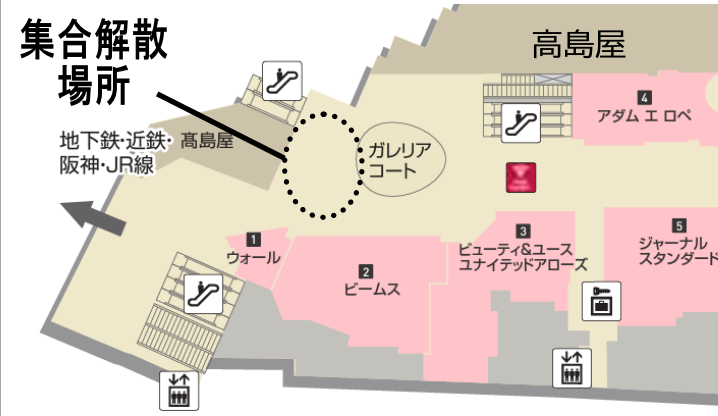 集合解散
場所
高島屋
4
アダム エ ロペ
地下鉄・近鉄・
阪神・JR線
髙島屋
ガレリア
コート
1
ウォール
2
ビームス
3
ビューティ&ユース
ユナイテッドアローズ
5
ジャーナル
スタンダード